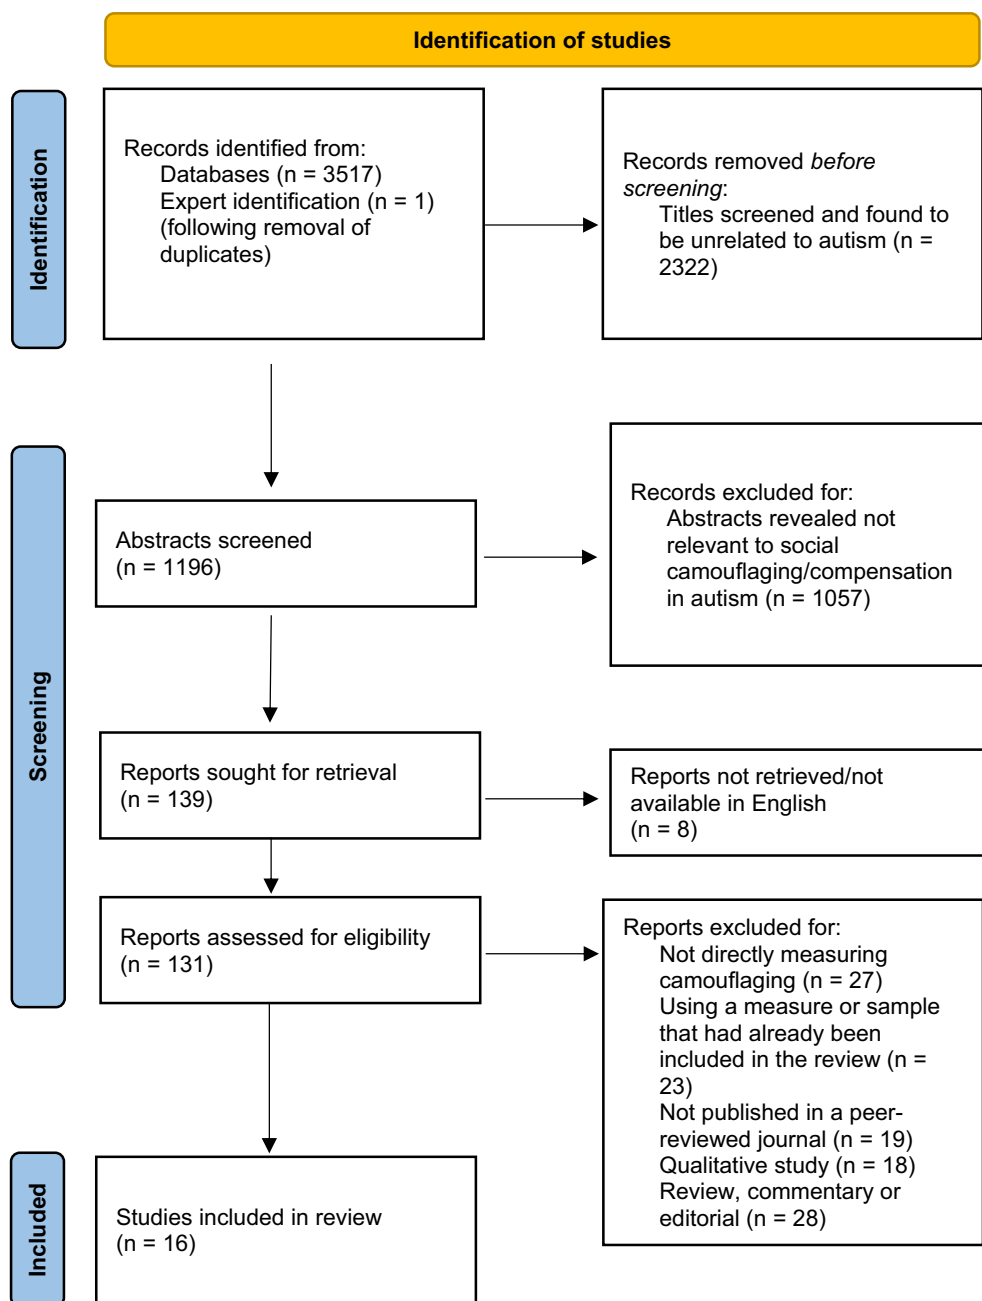 Identification of studies
Identification
Records identified from:
Databases (n = 3517)
Expert identification (n = 1)
(following removal of
duplicates)
Records removed before
screening:
Titles screened and found to
be unrelated to autism (n =
2322)
Screening
Abstracts screened
(n = 1196)
Records excluded for:
Abstracts revealed not
relevant to social
camouflaging/compensation
in autism (n = 1057)
Reports sought for retrieval
(n = 139)
Reports not retrieved/not
available in English
(n = 8)
Reports assessed for eligibility
(n = 131)
Reports excluded for:
Not directly measuring
camouflaging (n = 27)
Using a measure or sample
that had already been
included in the review (n =
23)
Not published in a peer-
reviewed journal (n = 19)
Qualitative study (n = 18)
Review, commentary or
editorial (n = 28)
Included
Studies included in review
(n = 16)